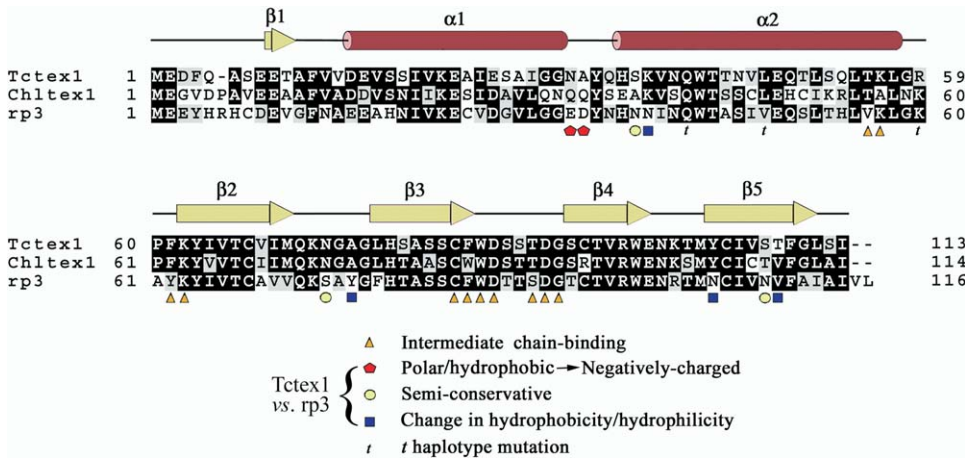 β1 α1 α2
Tctex1 1 MEDFQ-ASEETAFVVDEVSSIVKEAIESAIGGNAYQHSKVNQWTTNVLEQTLSQLTKLGR 59
Chltex1 1 MEGVDPAVEEAAFVADDVSNIIKESIDAVLQNQQYSEAKVSQWTSSCLEHCIKRLTALNK 60
rp3 1 MEEYHRHCDEVGFNAEEAHNIVKECVDGVLGGEDYNHNNINQWTASIVEQSLTHLVKLGK 60
t t t
β2 β3 β4 β5
Tctex1 60 PFKYIVTCVIMQKNGAGLHSASSCFWDSSTDGSCTVRWENKTMYCIVSTFGLSI-- 113
Chltex1 61 PFKYVVTCIIMQKNGAGLHTAASCWWDSTTDGSRTVRWENKSMYCICTVFGLAI-- 114
rp3 61 AYKYIVTCAVVQKSAYGFHTASSCFWDTTSDGTCTVRWENRTMNCIVNVFAIAIVL 116
Intermediate chain-binding
Tctex1 vs. rp3
Polar/hydrophobic → Negatively-charged
Semi-conservative
Change in hydrophobicity/hydrophilicity
t t haplotype mutation